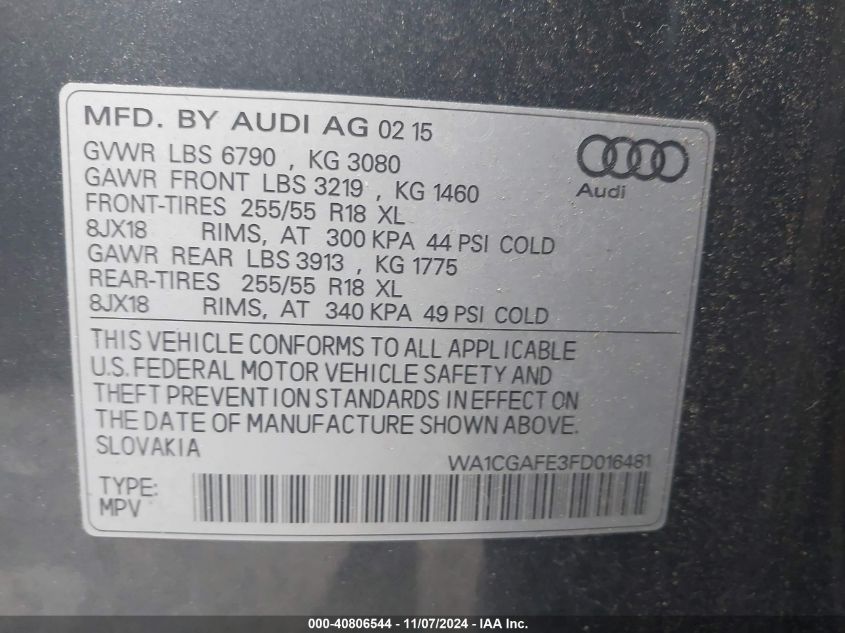 MFD. BY AUDI AG 02 15
GVWR LBS 6790 , KG 3080
GAWR FRONT LBS 3219 , KG 1460
FRONT-TIRES 255/55 R18 XL
8JX18 RIMS, AT 300 KPA 44 PSI COLD
GAWR REAR LBS 3913 , KG 1775
REAR-TIRES 255/55 R18 XL
8JX18 RIMS, AT 340 KPA 49 PSI COLD
Audi
THIS VEHICLE CONFORMS TO ALL APPLICABLE
U.S. FEDERAL MOTOR VEHICLE SAFETY AND
THEFT PREVENTION STANDARDS IN EFFECT ON
THE DATE OF MANUFACTURE SHOWN ABOVE.
SLOVAKIA
WA1CGAFE3FD016481
TYPE:
MPV
000-40806544 - 11/07/2024 - IAA Inc.